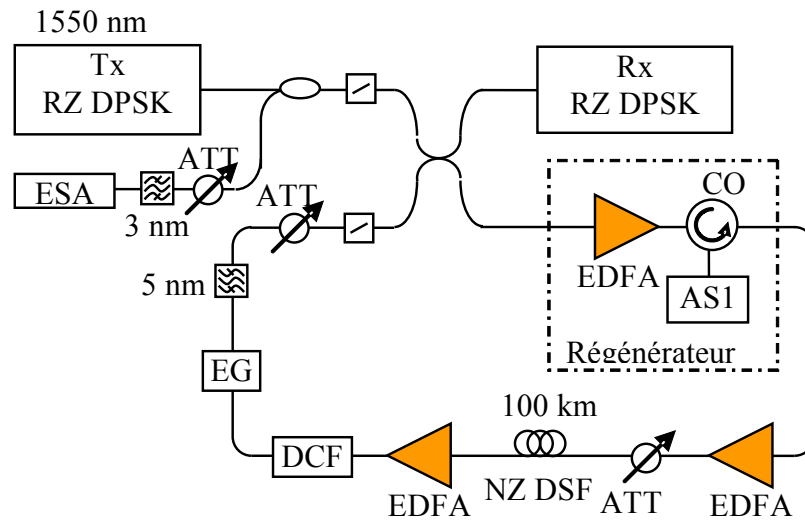 1550 nm
Tx
RZ DPSK
Rx
RZ DPSK
ATT
ESA
3 nm
ATT
CO
EDFA
AS1
5 nm
Régénérateur
EG
100 km
DCF
EDFA
NZ DSF
ATT
EDFA